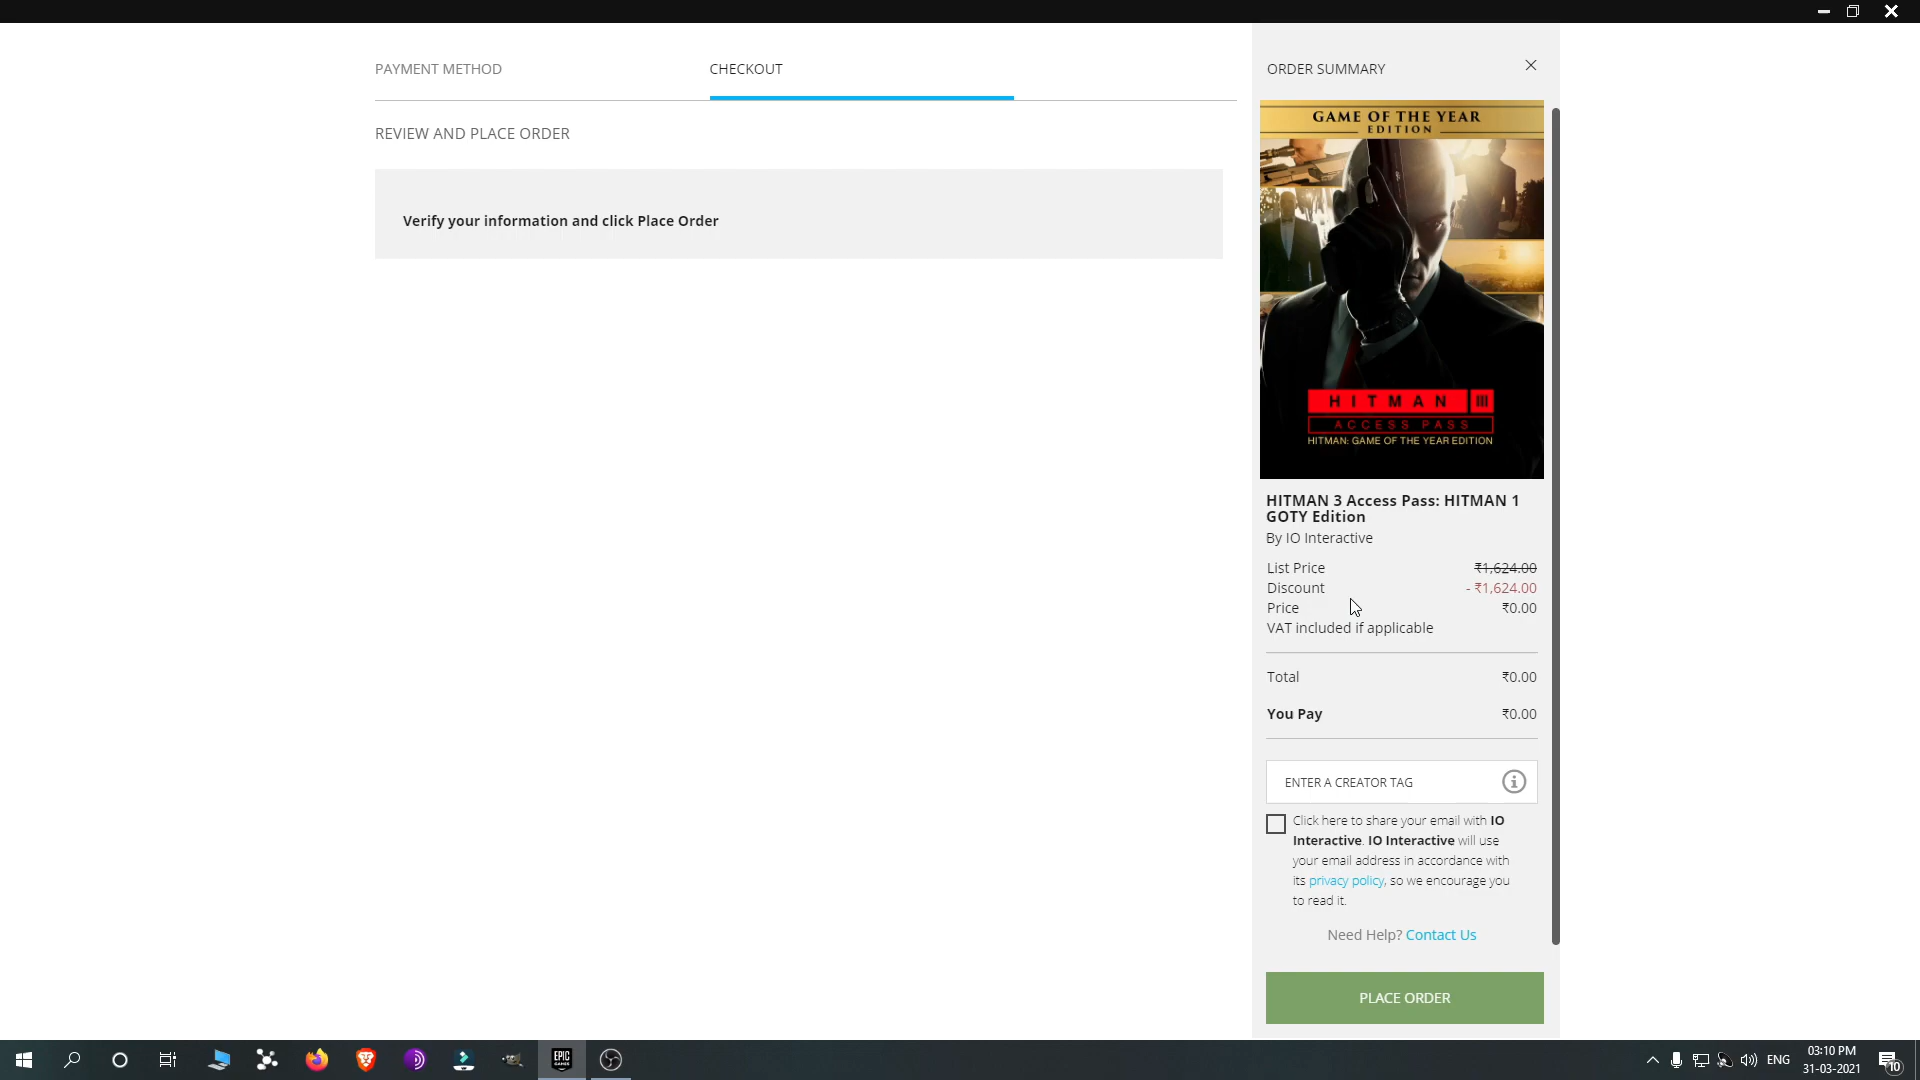 PAYMENT METHOD
CHECKOUT
REVIEW AND PLACE ORDER
Verify your information and click Place Order
ORDER SUMMARY
GAME OF THE YEAR
EDITION
HITMAN III
ACCESS PASS
HITMAN: GAME OF THE YEAR EDITION
HITMAN 3 Access Pass: HITMAN 1
GOTY Edition
By IO Interactive
List Price ₹1,624.00
Discount - ₹1,624.00
Price ₹0.00
VAT included if applicable
Total ₹0.00
You Pay ₹0.00
ENTER A CREATOR TAG
Click here to share your email with IO
Interactive. IO Interactive will use
your email address in accordance with
its privacy policy, so we encourage you
to read it.
Need Help? Contact Us
PLACE ORDER
EPIC
GAMES
ENG
03:10 PM
31-03-2021
10